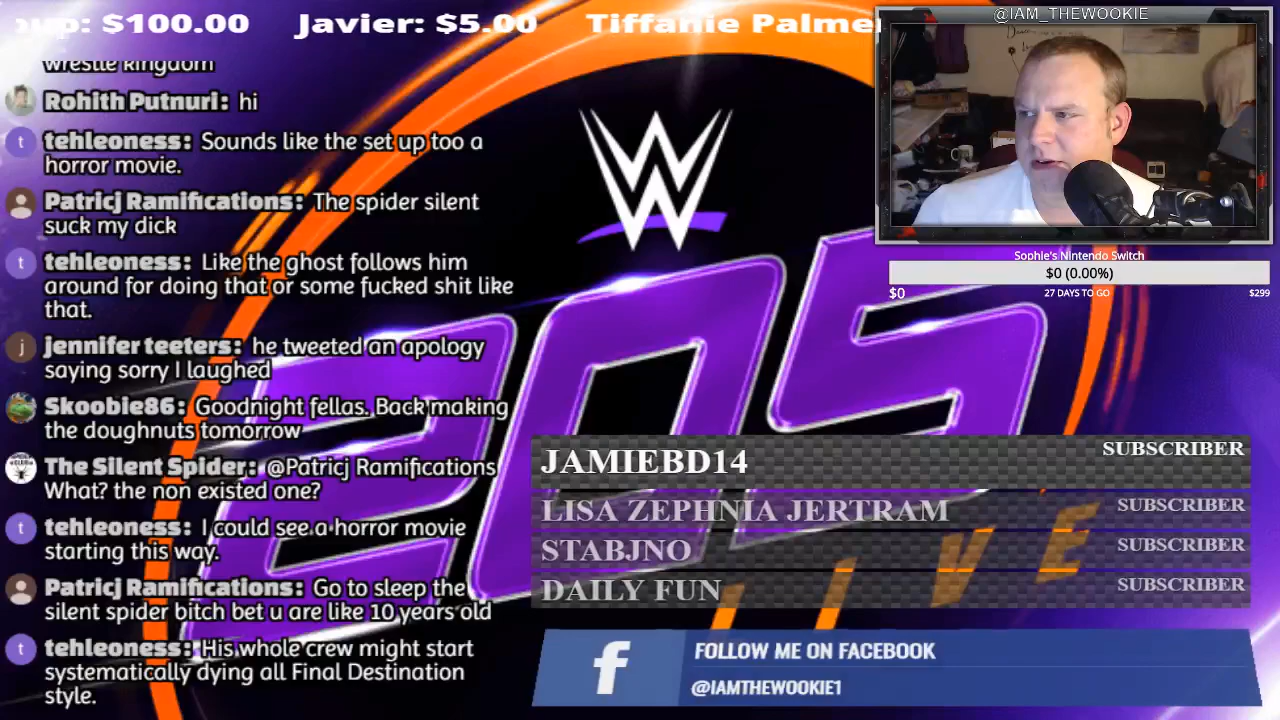 up: $100.00 Javier: $5.00 Tiffanie Palmer
@IAM_THEWOOKIE
wrestle kingdom
Rohith Putnuri: hi
tehleoness: Sounds like the set up too a
horror movie.
Patricj Ramifications: The spider silent
suck my dick
tehleoness: Like the ghost follows him
around for doing that or some fucked shit like
that.
jennifer teeters: he tweeted an apology
saying sorry I laughed
Skoobie86: Goodnight fellas. Back making
the doughnuts tomorrow
The Silent Spider: @Patricj Ramifications
What? the non existed one?
tehleoness: I could see a horror movie
starting this way.
Patricj Ramifications: Go to sleep the
silent spider bitch bet u are like 10 years old
tehleoness: His whole crew might start
systematically dying all Final Destination
style.
W
205
LIVE
Sophie's Nintendo Switch
$0 (0.00%)
$0 27 DAYS TO GO $299
JAMIEBD14 SUBSCRIBER
LISA ZEPHNIA JERTRAM SUBSCRIBER
STABJNO SUBSCRIBER
DAILY FUN SUBSCRIBER
f
FOLLOW ME ON FACEBOOK
@IAMTHEWOOKIE1